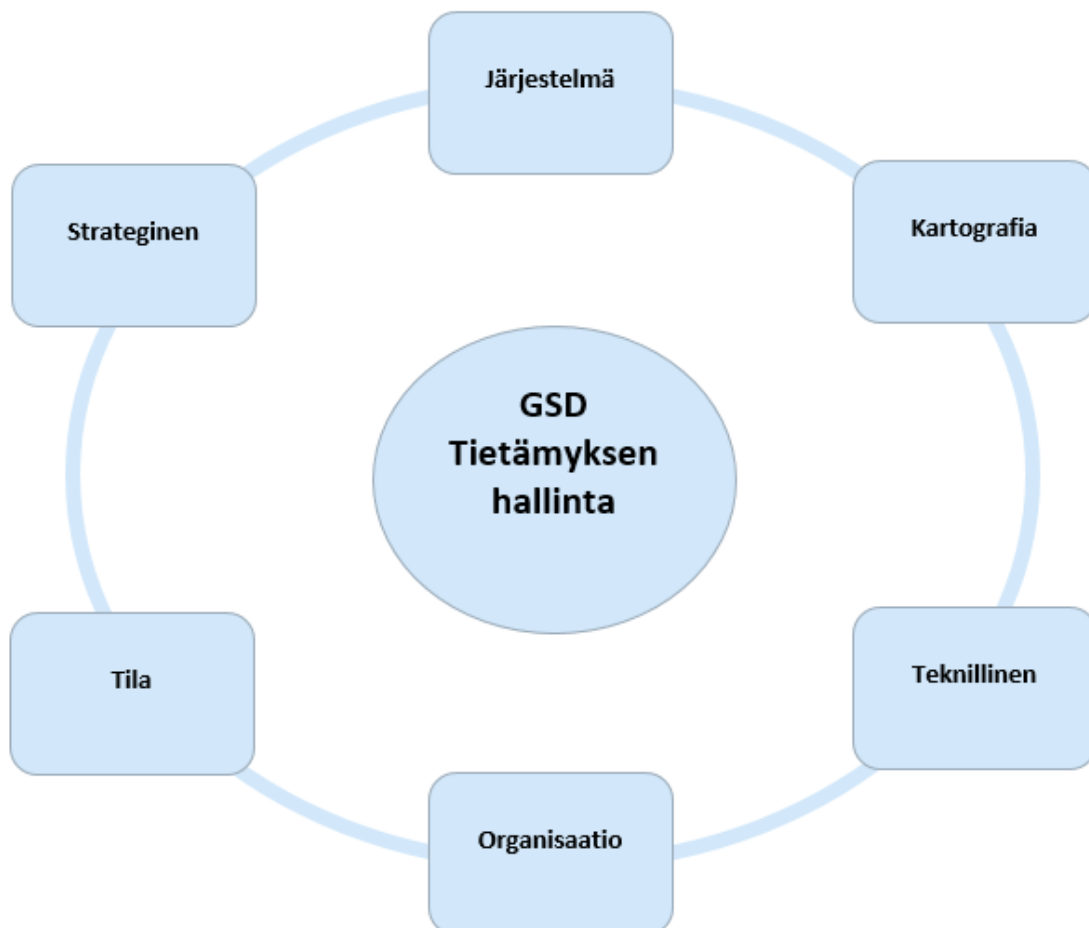 Järjestelmä
Strateginen
Kartografia
GSD
Tietämyksen
hallinta
Tila
Teknillinen
Organisaatio